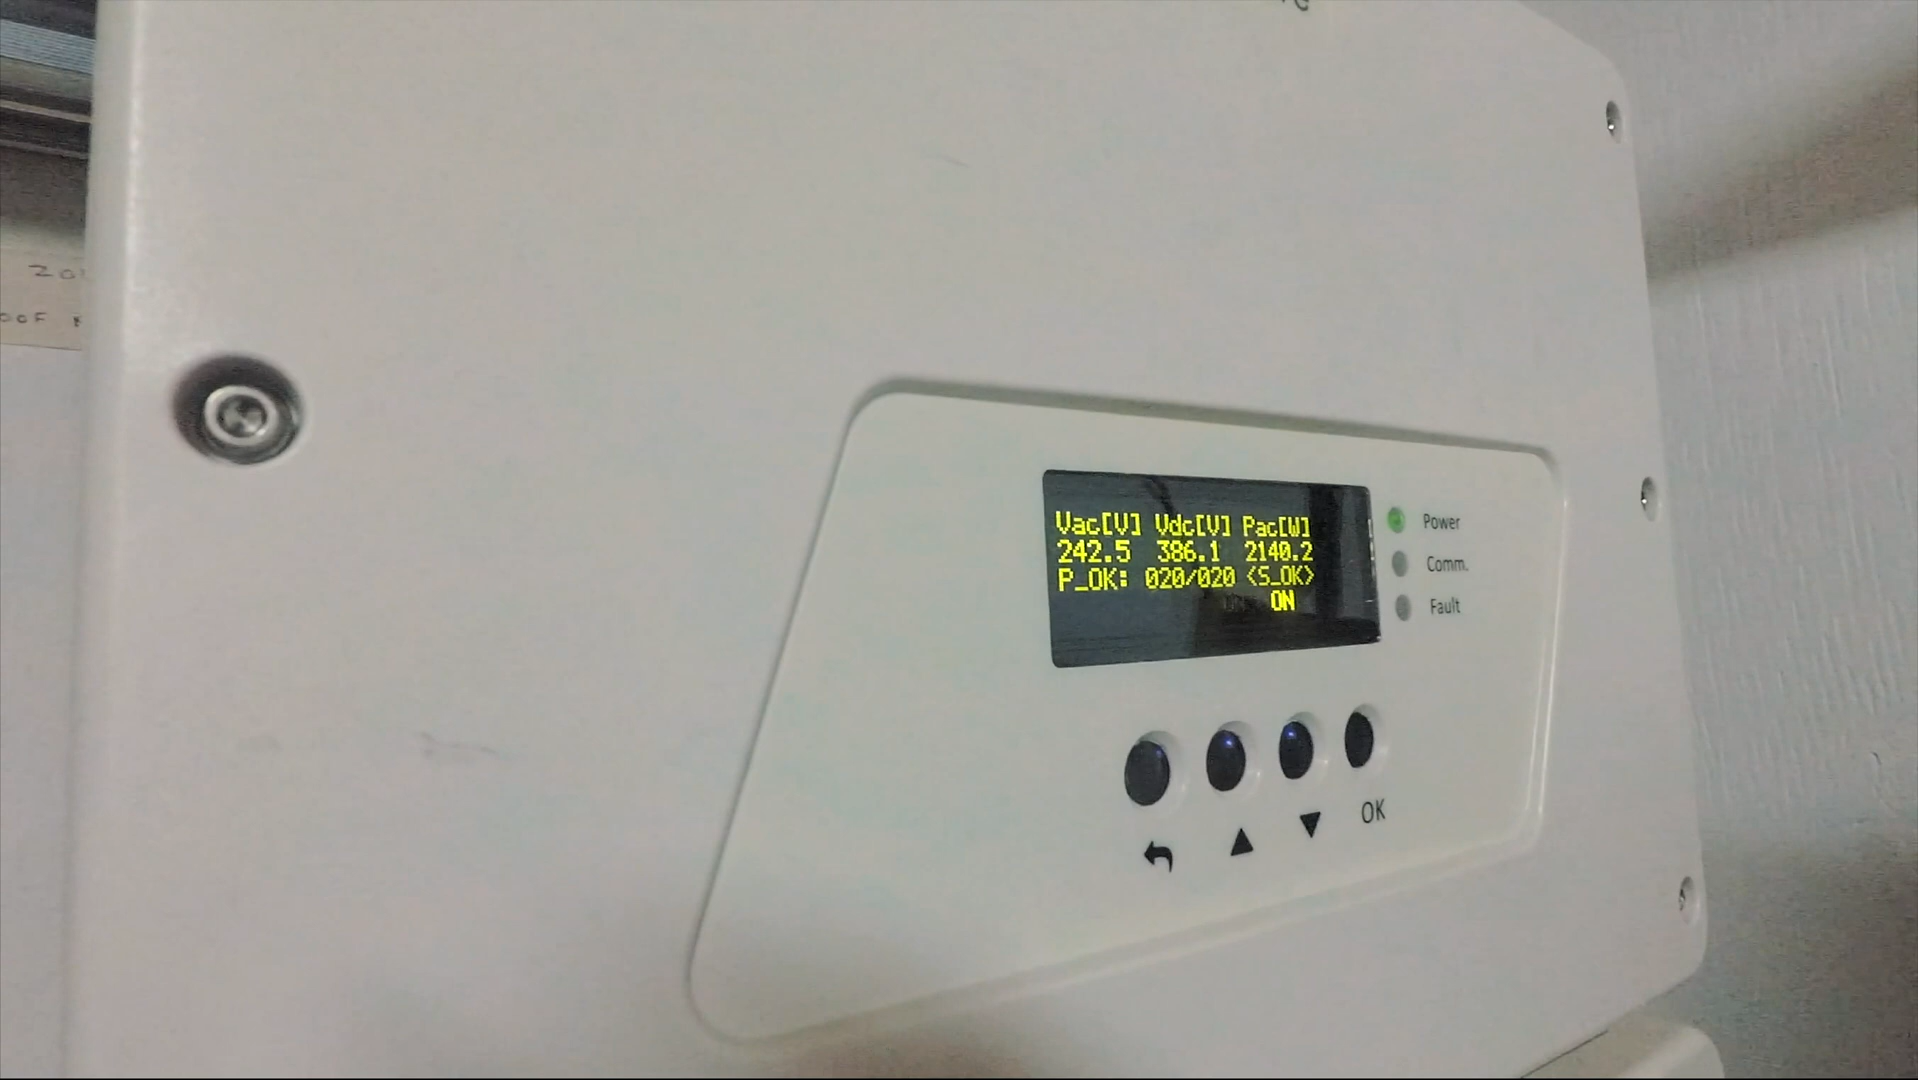 Vac[V] Vdc[V] Pac[W]
242.5 386.1 2140.2
P_OK: 020/020 <S_OK>
ON
Power
Comm.
Fault
OK